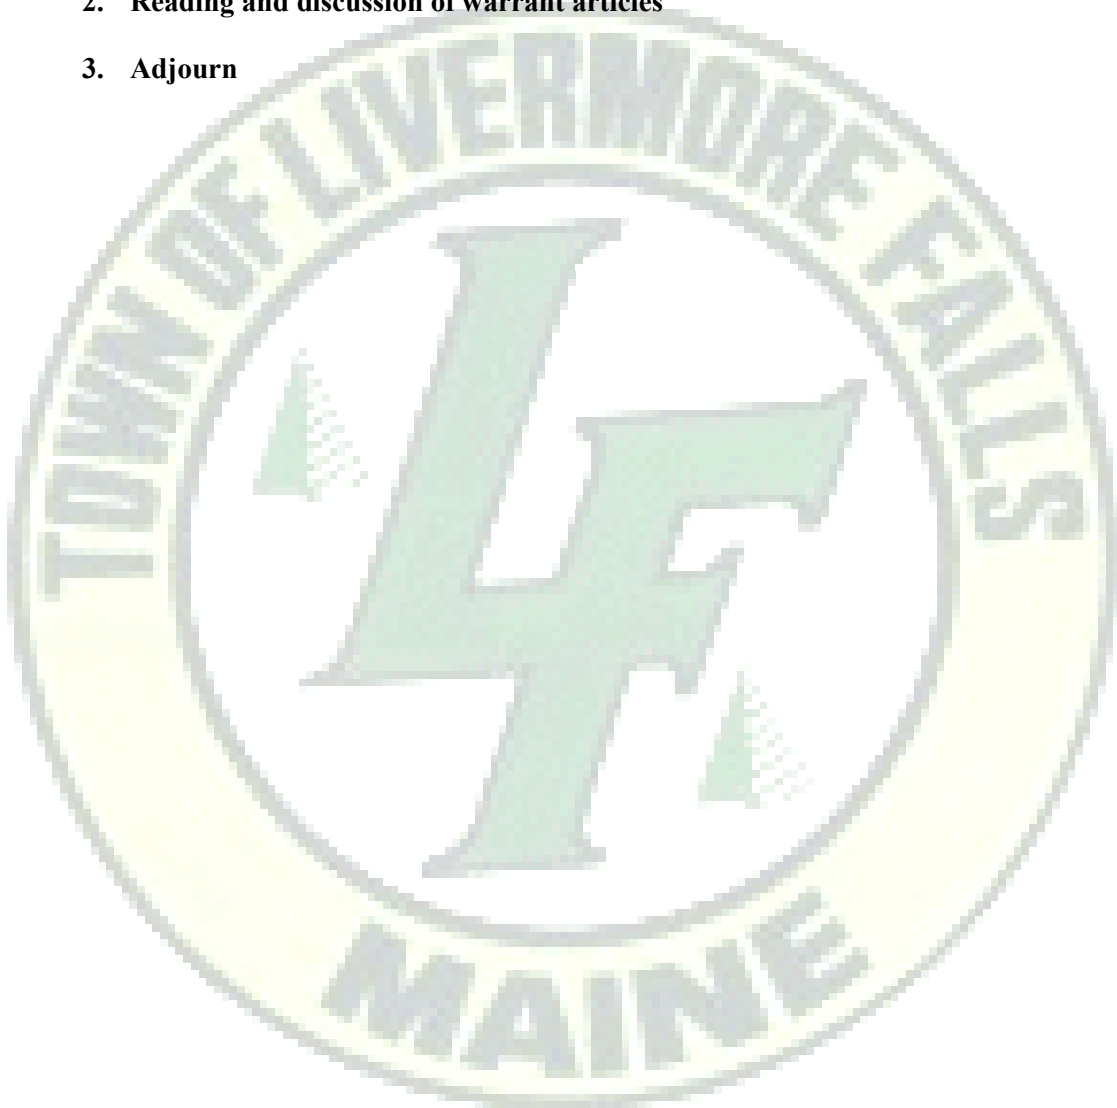 2. Reading and discussion of warrant articles
3. Adjourn
TOWN OF LIVERMORE FALLS
LF
MAINE